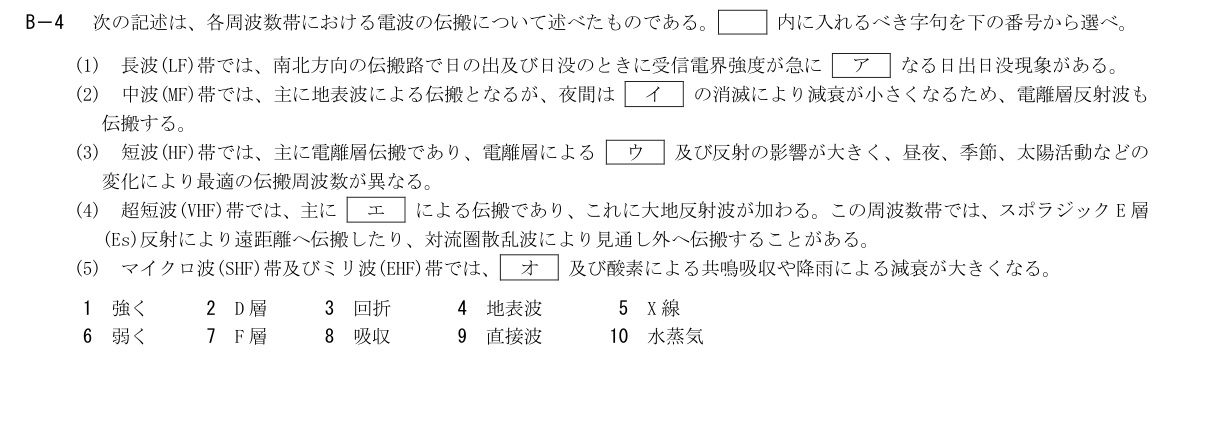 B－4 次の記述は、各周波数帯における電波の伝搬について述べたものである。 内に入れるべき字句を下の番号から選べ。
(1) 長波(LF)帯では、南北方向の伝搬路で日の出及び日没のときに受信電界強度が急に ア なる日出日没現象がある。
(2) 中波(MF)帯では、主に地表波による伝搬となるが、夜間は イ の消滅により減衰が小さくなるため、電離層反射波も
伝搬する。
(3) 短波(HF)帯では、主に電離層伝搬であり、電離層による ウ 及び反射の影響が大きく、昼夜、季節、太陽活動などの
変化により最適の伝搬周波数が異なる。
(4) 超短波(VHF)帯では、主に エ による伝搬であり、これに大地反射波が加わる。この周波数帯では、スポラジックE層
(Es)反射により遠距離へ伝搬したり、対流圏散乱波により見通し外へ伝搬することがある。
(5) マイクロ波(SHF)帯及びミリ波(EHF)帯では、 オ 及び酸素による共鳴吸収や降雨による減衰が大きくなる。
1 強く 2 D層 3 回折 4 地表波 5 X線
6 弱く 7 F層 8 吸収 9 直接波 10 水蒸気